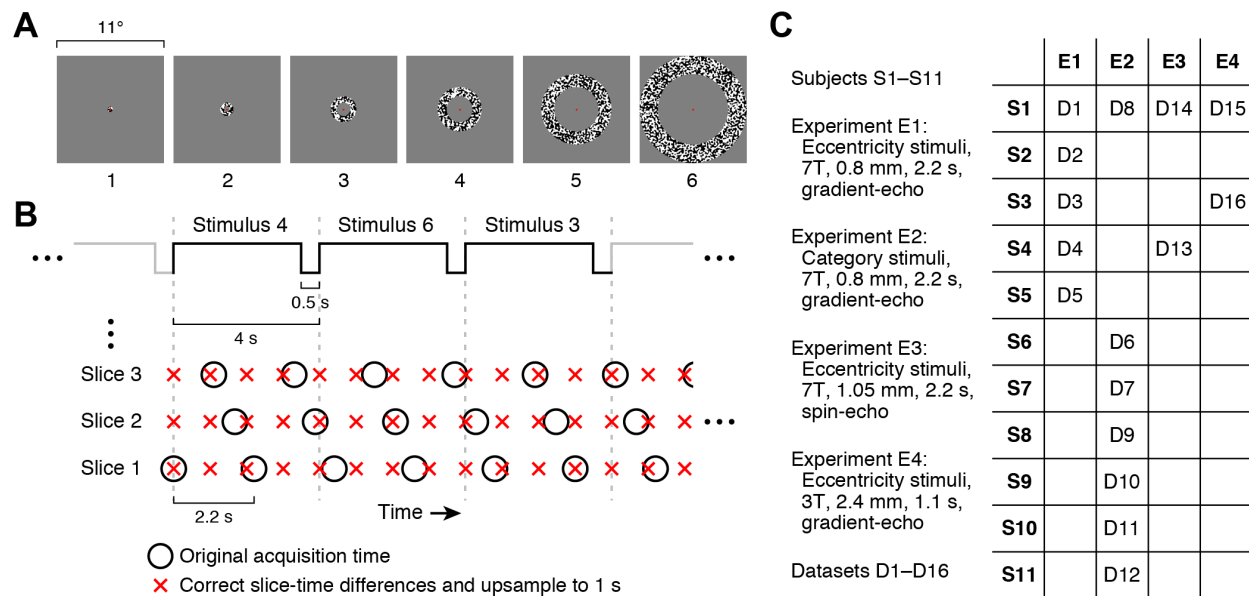 A
11°
1 2 3 4 5 6
B
Stimulus 4 Stimulus 6 Stimulus 3
0.5 s
4 s
Slice 3
Slice 2
Slice 1
2.2 s
Time
Original acquisition time
Correct slice-time differences and upsample to 1 s
C
Subjects S1–S11
Experiment E1:
Eccentricity stimuli,
7T, 0.8 mm, 2.2 s,
gradient-echo
Experiment E2:
Category stimuli,
7T, 0.8 mm, 2.2 s,
gradient-echo
Experiment E3:
Eccentricity stimuli,
7T, 1.05 mm, 2.2 s,
spin-echo
Experiment E4:
Eccentricity stimuli,
3T, 2.4 mm, 1.1 s,
gradient-echo
Datasets D1–D16
E1 E2 E3 E4
S1 D1 D8 D14 D15
S2 D2
S3 D3 D16
S4 D4 D13
S5 D5
S6 D6
S7 D7
S8 D9
S9 D10
S10 D11
S11 D12